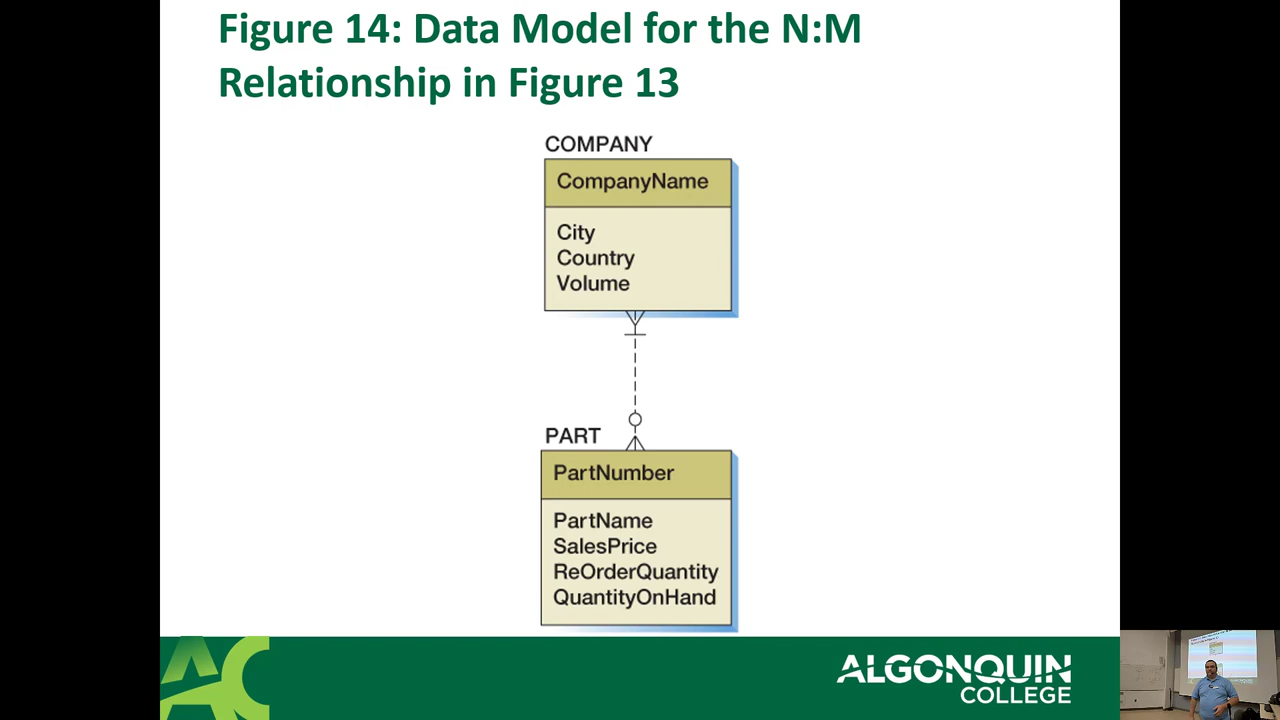 Figure 14: Data Model for the N:M
Relationship in Figure 13
COMPANY
CompanyName
City
Country
Volume
PART
PartNumber
PartName
SalesPrice
ReOrderQuantity
QuantityOnHand
AC
ALGONQUIN
COLLEGE